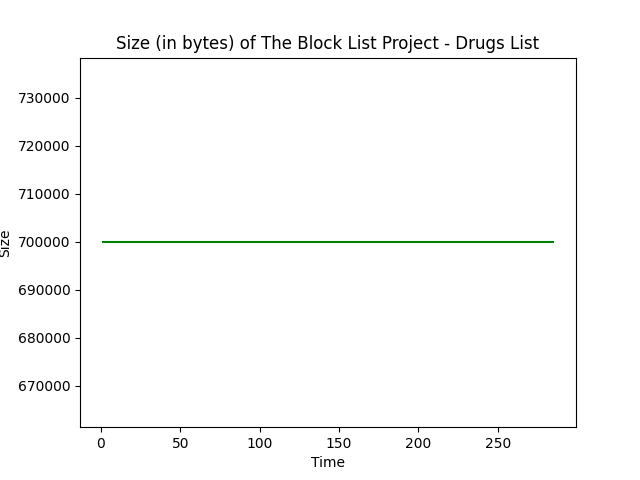 Size (in bytes) of The Block List Project - Drugs List
730000
720000
710000
700000
690000
680000
670000
Size
0 50 100 150 200 250
Time